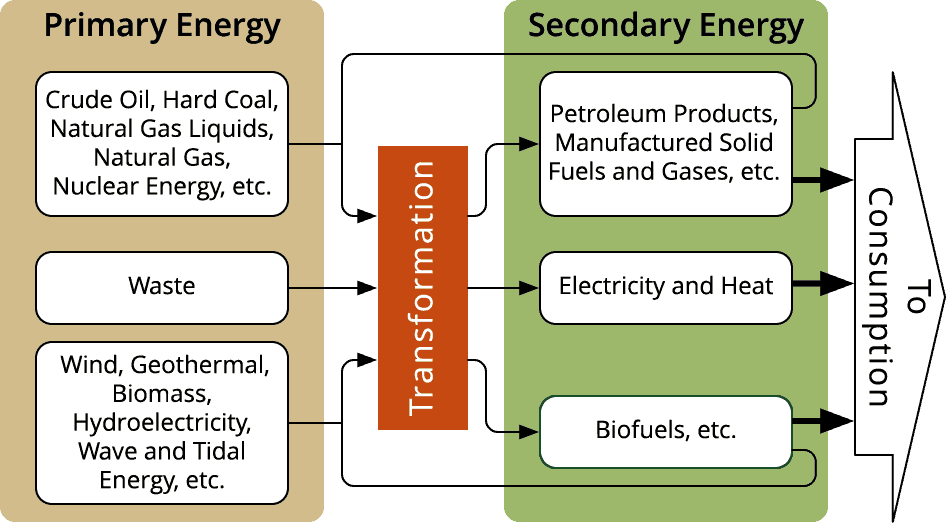 Primary Energy
Crude Oil, Hard Coal,
Natural Gas Liquids,
Natural Gas,
Nuclear Energy, etc.
Waste
Wind, Geothermal,
Biomass,
Hydroelectricity,
Wave and Tidal
Energy, etc.
Transformation
Secondary Energy
Petroleum Products,
Manufactured Solid
Fuels and Gases, etc.
Electricity and Heat
Biofuels, etc.
To
Consumption